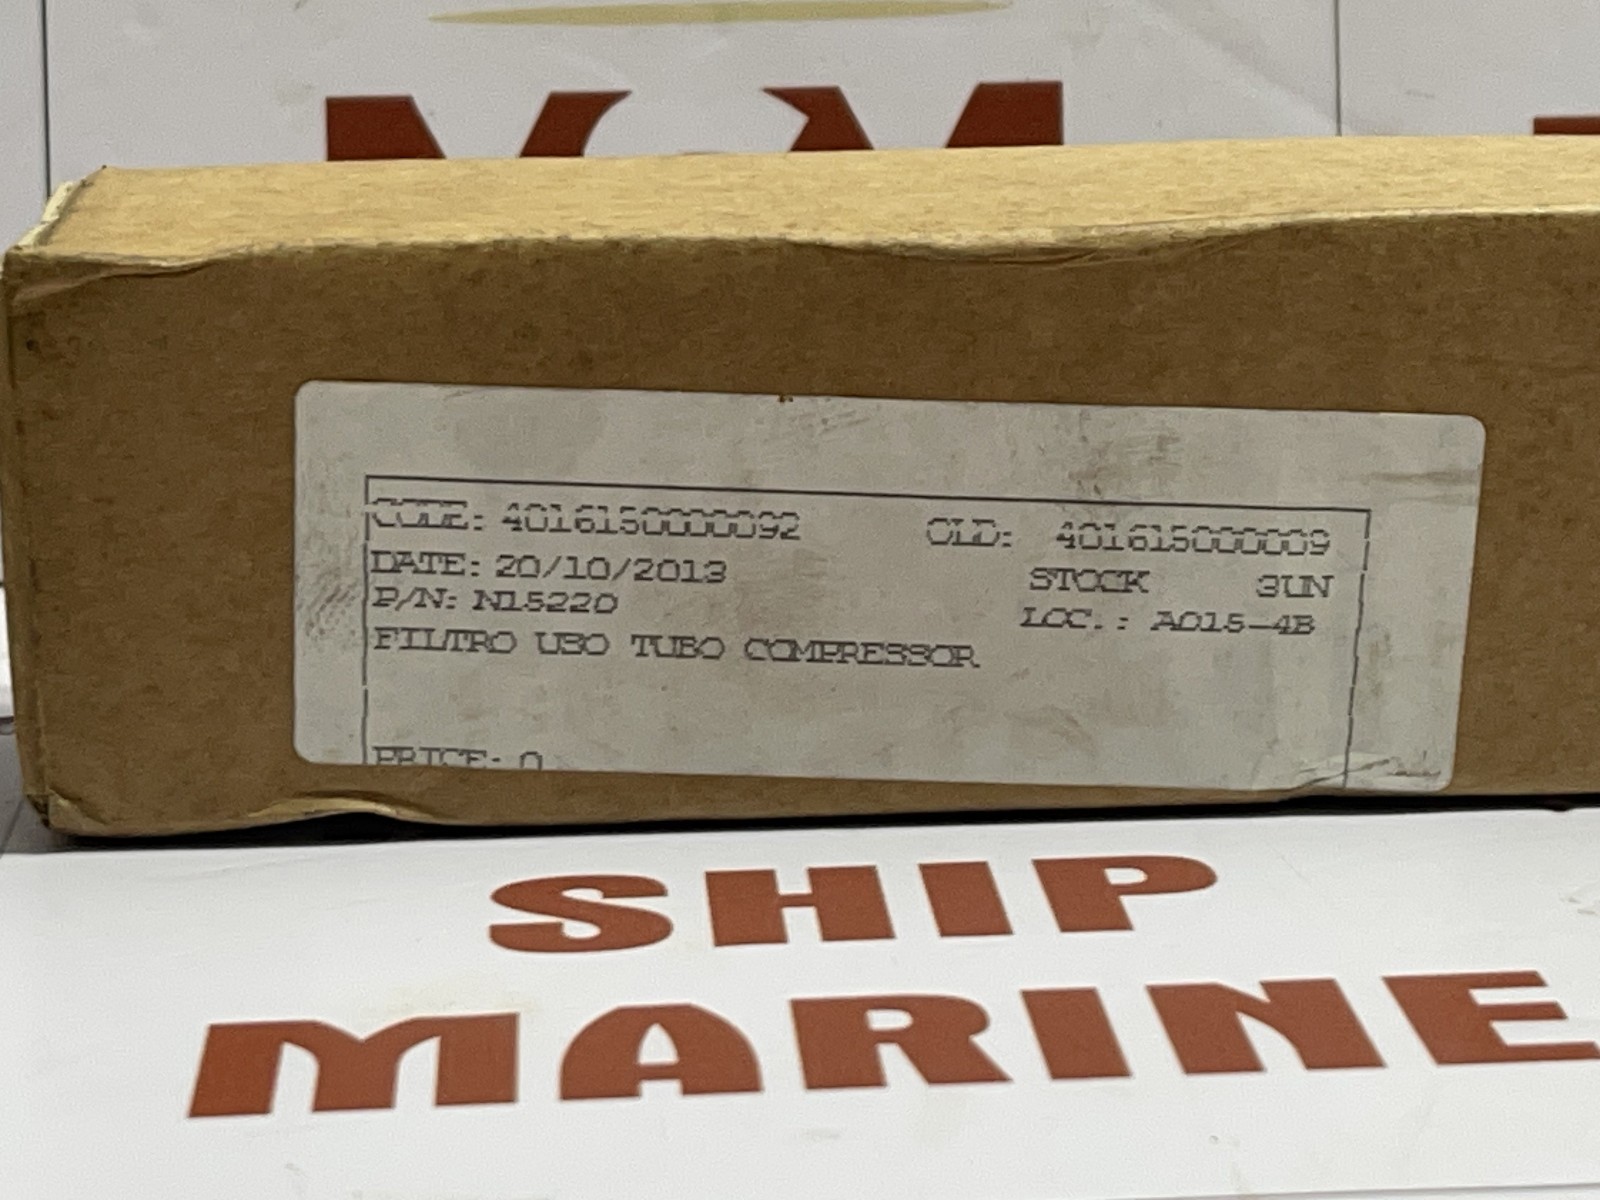 CODE: 4016150000092 OLD: 401615000009
DATE: 20/10/2013 STOCK 3UN
P/N: N15220 LOC.: A015-4B
FILTRO USO TUBO COMPRESSOR
PRICE: 0
SHIP
MARINE